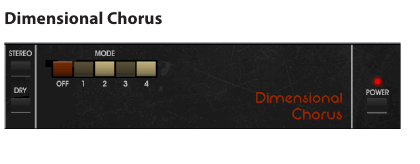 Dimensional Chorus
STEREO
MODE
DRY
OFF 1 2 3 4
POWER
Dimensional
Chorus